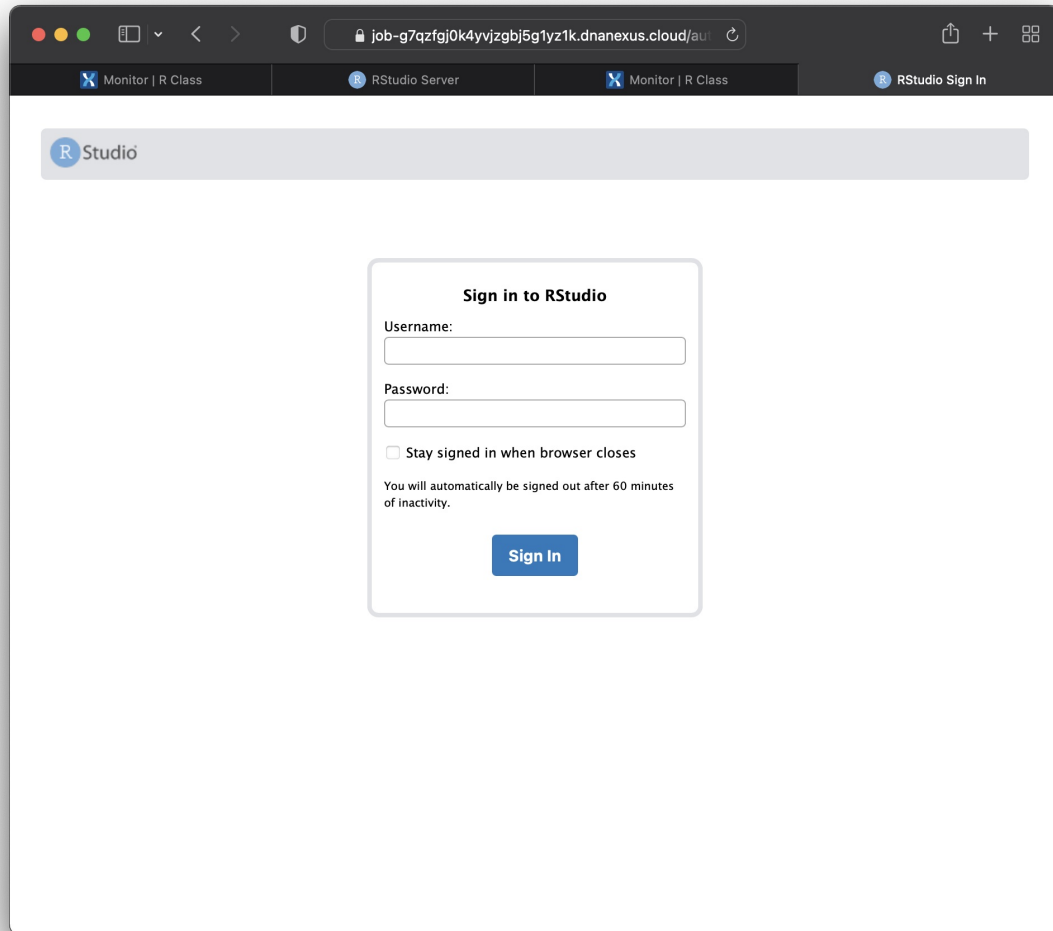 job-g7qzfgj0k4yvjzgbj5g1yz1k.dnanexus.cloud/aut
Monitor | R Class
RStudio Server
Monitor | R Class
RStudio Sign In
R Studio
Sign in to RStudio
Username:
Password:
Stay signed in when browser closes
You will automatically be signed out after 60 minutes
of inactivity.
Sign In